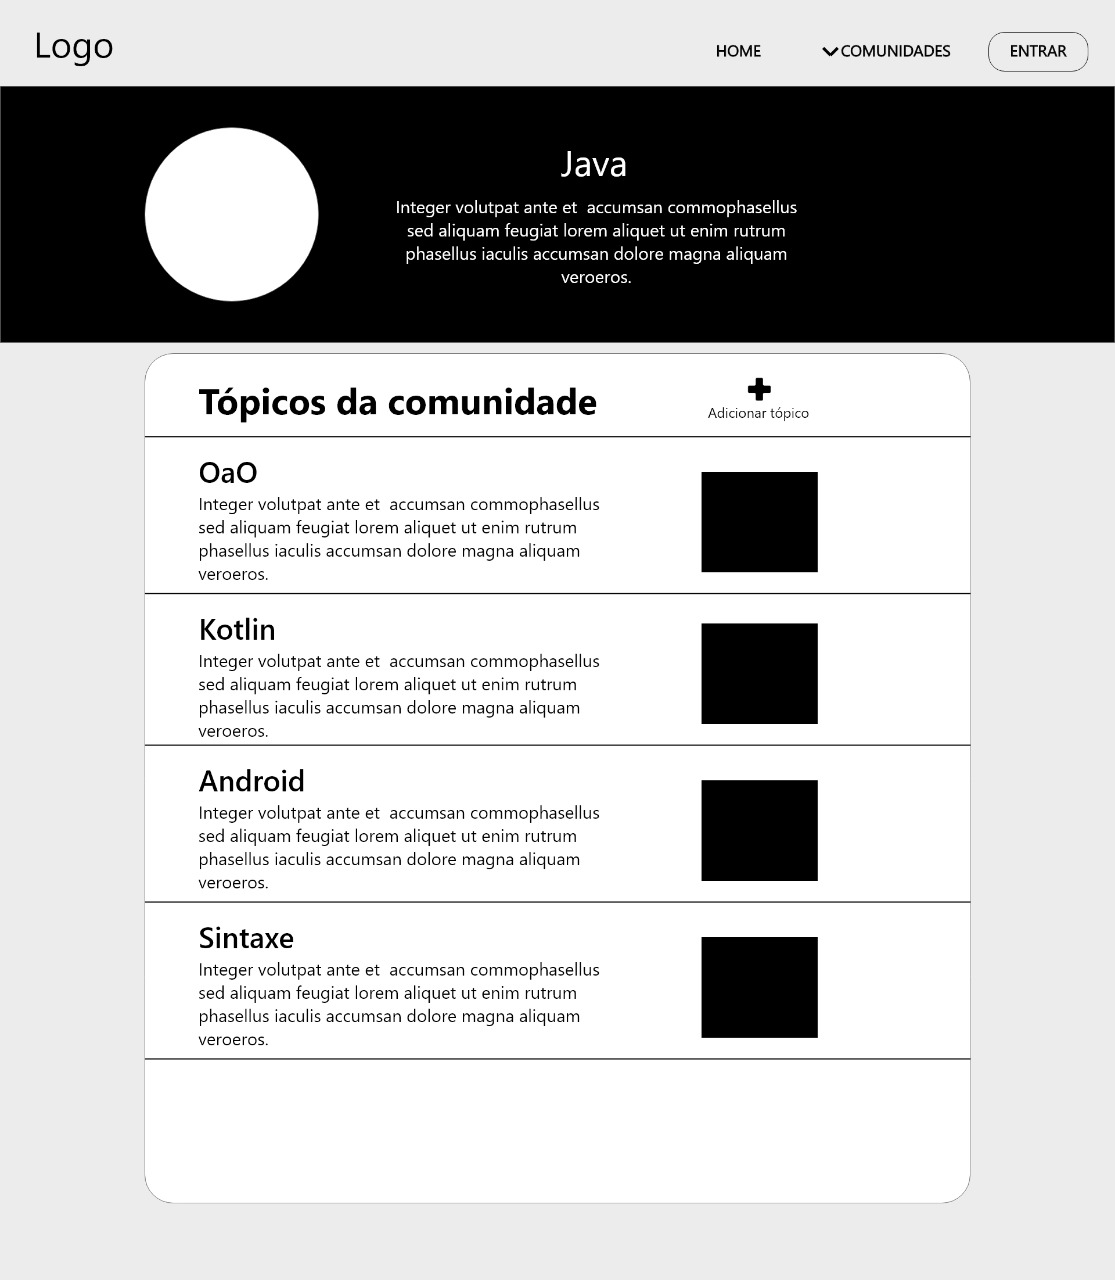 Logo
HOME
COMUNIDADES
ENTRAR
Java
Integer volutpat ante et  accumsan commophasellus
sed aliquam feugiat lorem aliquet ut enim rutrum
phasellus iaculis accumsan dolore magna aliquam
veroeros.
Tópicos da comunidade
Adicionar tópico
OaO
Integer volutpat ante et  accumsan commophasellus
sed aliquam feugiat lorem aliquet ut enim rutrum
phasellus iaculis accumsan dolore magna aliquam
veroeros.
Kotlin
Integer volutpat ante et  accumsan commophasellus
sed aliquam feugiat lorem aliquet ut enim rutrum
phasellus iaculis accumsan dolore magna aliquam
veroeros.
Android
Integer volutpat ante et  accumsan commophasellus
sed aliquam feugiat lorem aliquet ut enim rutrum
phasellus iaculis accumsan dolore magna aliquam
veroeros.
Sintaxe
Integer volutpat ante et  accumsan commophasellus
sed aliquam feugiat lorem aliquet ut enim rutrum
phasellus iaculis accumsan dolore magna aliquam
veroeros.